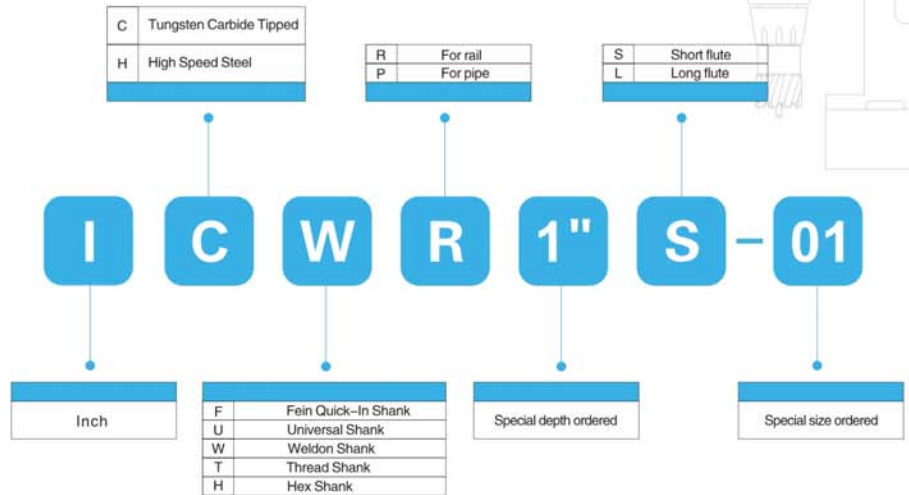 C Tungsten Carbide Tipped
H High Speed Steel
R For rail
P For pipe
S Short flute
L Long flute
I C W R 1" S – 01
Inch
F Fein Quick–In Shank
U Universal Shank
W Weldon Shank
T Thread Shank
H Hex Shank
Special depth ordered
Special size ordered